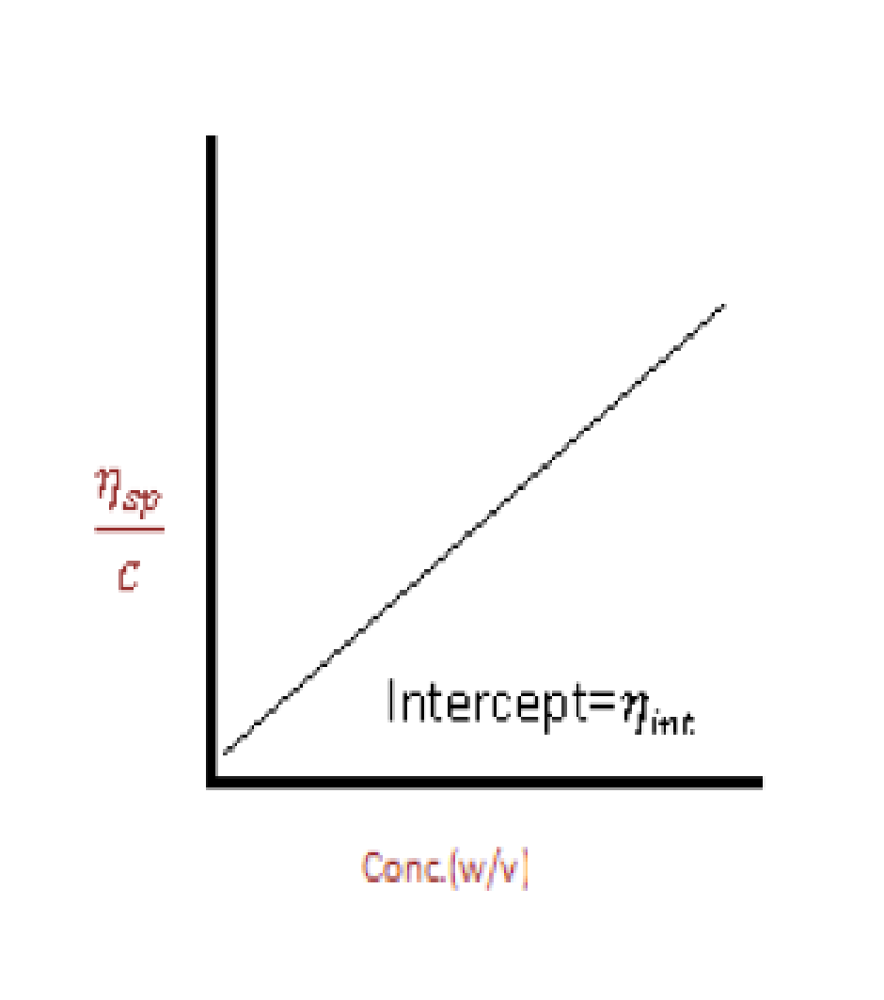 η_sp
c
Intercept=η_int.
Conc.(w/v)